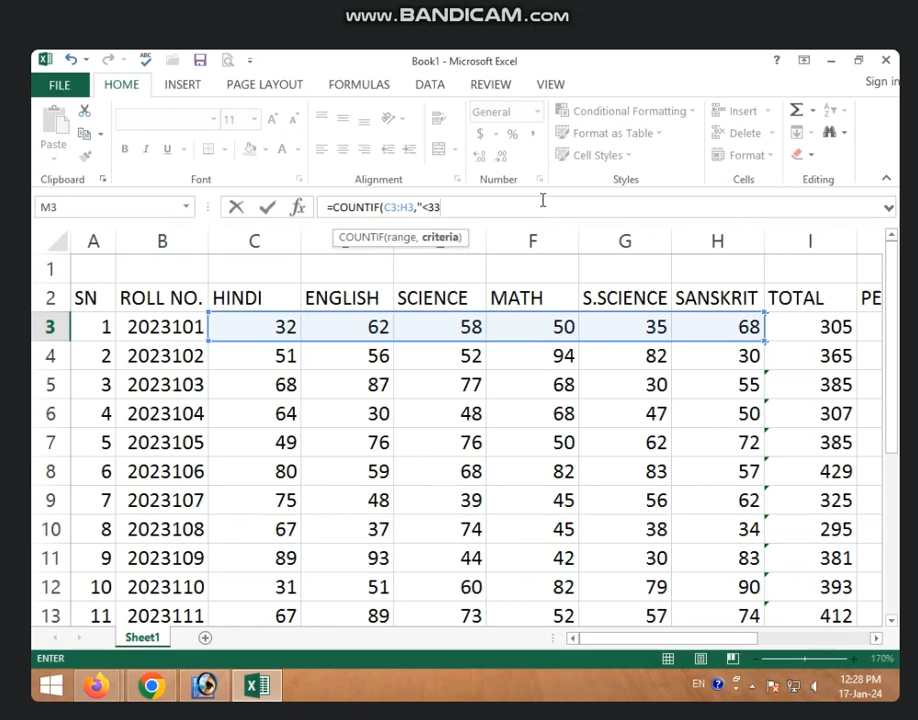 www.BANDICAM.com
Book1 - Microsoft Excel
Sign in
FILE HOME INSERT PAGE LAYOUT FORMULAS DATA REVIEW VIEW
Paste
11
General
Conditional Formatting
Format as Table
Cell Styles
Insert
Delete
Format
Clipboard Font Alignment Number Styles Cells Editing
M3 =COUNTIF(C3:H3,"<33
COUNTIF(range, criteria)
A B C F G H I
1
2 SN ROLL NO. HINDI ENGLISH SCIENCE MATH S.SCIENCE SANSKRIT TOTAL PE
3 1 2023101 32 62 58 50 35 68 305
4 2 2023102 51 56 52 94 82 30 365
5 3 2023103 68 87 77 68 30 55 385
6 4 2023104 64 30 48 68 47 50 307
7 5 2023105 49 76 76 50 62 72 385
8 6 2023106 80 59 68 82 83 57 429
9 7 2023107 75 48 39 45 56 62 325
10 8 2023108 67 37 74 45 38 34 295
11 9 2023109 89 93 44 42 30 83 381
12 10 2023110 31 51 60 82 79 90 393
13 11 2023111 67 89 73 52 57 74 412
Sheet1
ENTER 170%
EN 12:28 PM
17-Jan-24